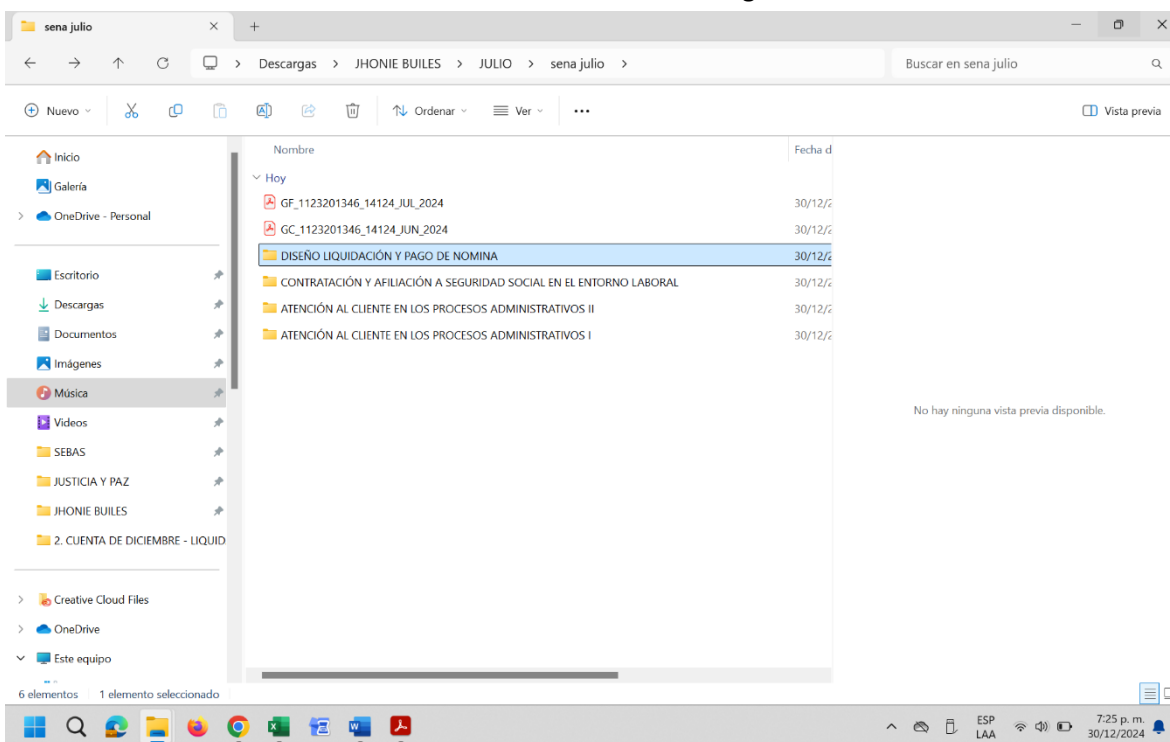 sena julio
Descargas > JHONIE BUILES > JULIO > sena julio >
Buscar en sena julio
Nuevo
Ordenar
Ver
Vista previa
Inicio
Galería
OneDrive - Personal
Escritorio
Descargas
Documentos
Imágenes
Música
Videos
SEBAS
JUSTICIA Y PAZ
JHONIE BUILES
2. CUENTA DE DICIEMBRE - LIQUID
Creative Cloud Files
OneDrive
Este equipo
Nombre Fecha d
Hoy
GF_1123201346_14124_JUL_2024 30/12/2
GC_1123201346_14124_JUN_2024 30/12/2
DISEÑO LIQUIDACIÓN Y PAGO DE NOMINA 30/12/2
CONTRATACIÓN Y AFILIACIÓN A SEGURIDAD SOCIAL EN EL ENTORNO LABORAL 30/12/2
ATENCIÓN AL CLIENTE EN LOS PROCESOS ADMINISTRATIVOS II 30/12/2
ATENCIÓN AL CLIENTE EN LOS PROCESOS ADMINISTRATIVOS I 30/12/2
No hay ninguna vista previa disponible.
6 elementos 1 elemento seleccionado
ESP
LAA
7:25 p. m.
30/12/2024